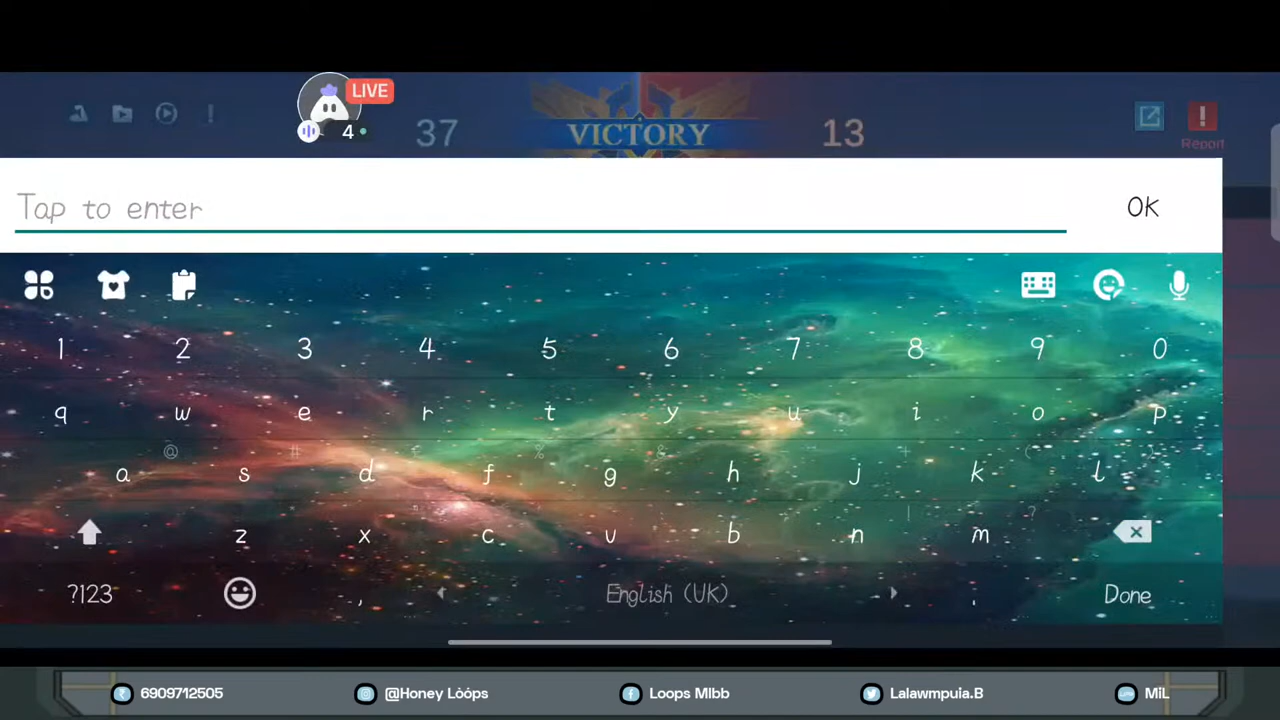 LIVE
4
37
VICTORY
13
Report
Tap to enter
OK
1 2 3 4 5 6 7 8 9 0
q w e r t y u i o p
@ # £ % & + ( )
a s d f g h j k l
z x c v b n m
?123 , English (UK) . Done
6909712505
@Honey Lòòps
Loops Mlbb
Lalawmpuia.B
MiL